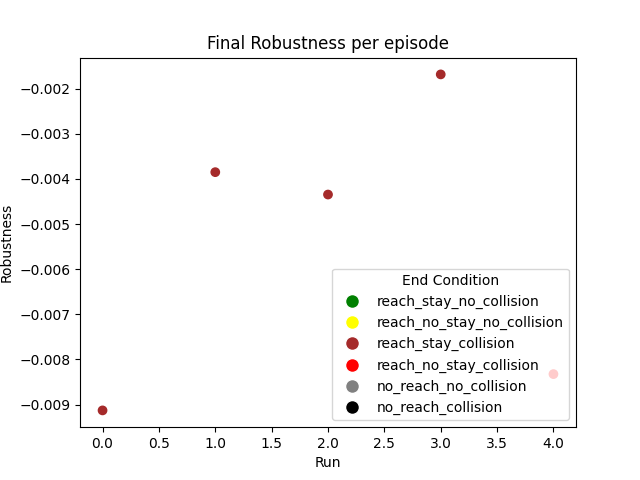 Final Robustness per episode
−0.002
−0.003
−0.004
−0.005
−0.006
−0.007
−0.008
−0.009
Robustness
End Condition
reach_stay_no_collision
reach_no_stay_no_collision
reach_stay_collision
reach_no_stay_collision
no_reach_no_collision
no_reach_collision
0.0 0.5 1.0 1.5 2.0 2.5 3.0 3.5 4.0
Run